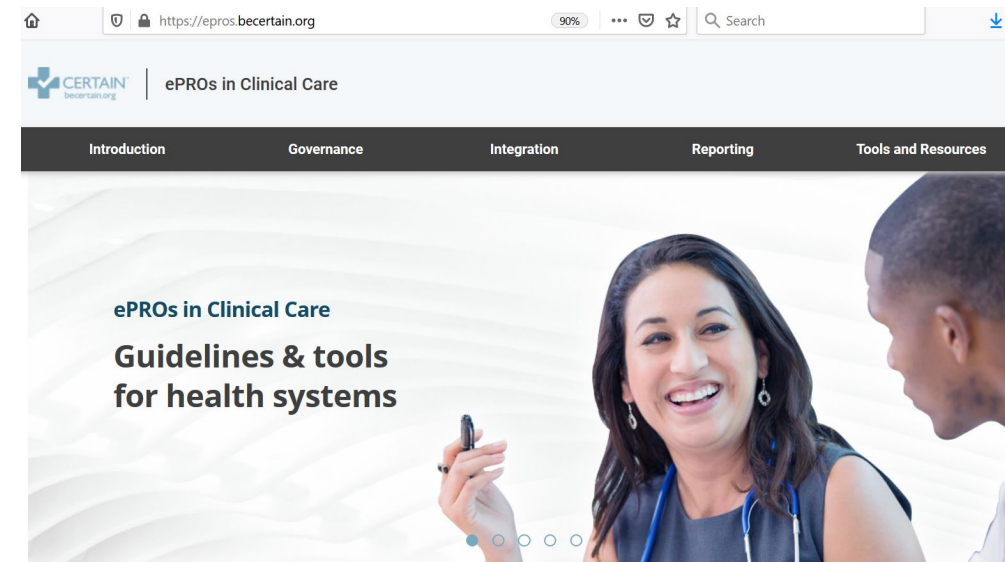 https://epros.becertain.org
90%
Search
CERTAIN
becertain.org
ePROs in Clinical Care
Introduction
Governance
Integration
Reporting
Tools and Resources
ePROs in Clinical Care
Guidelines & tools
for health systems